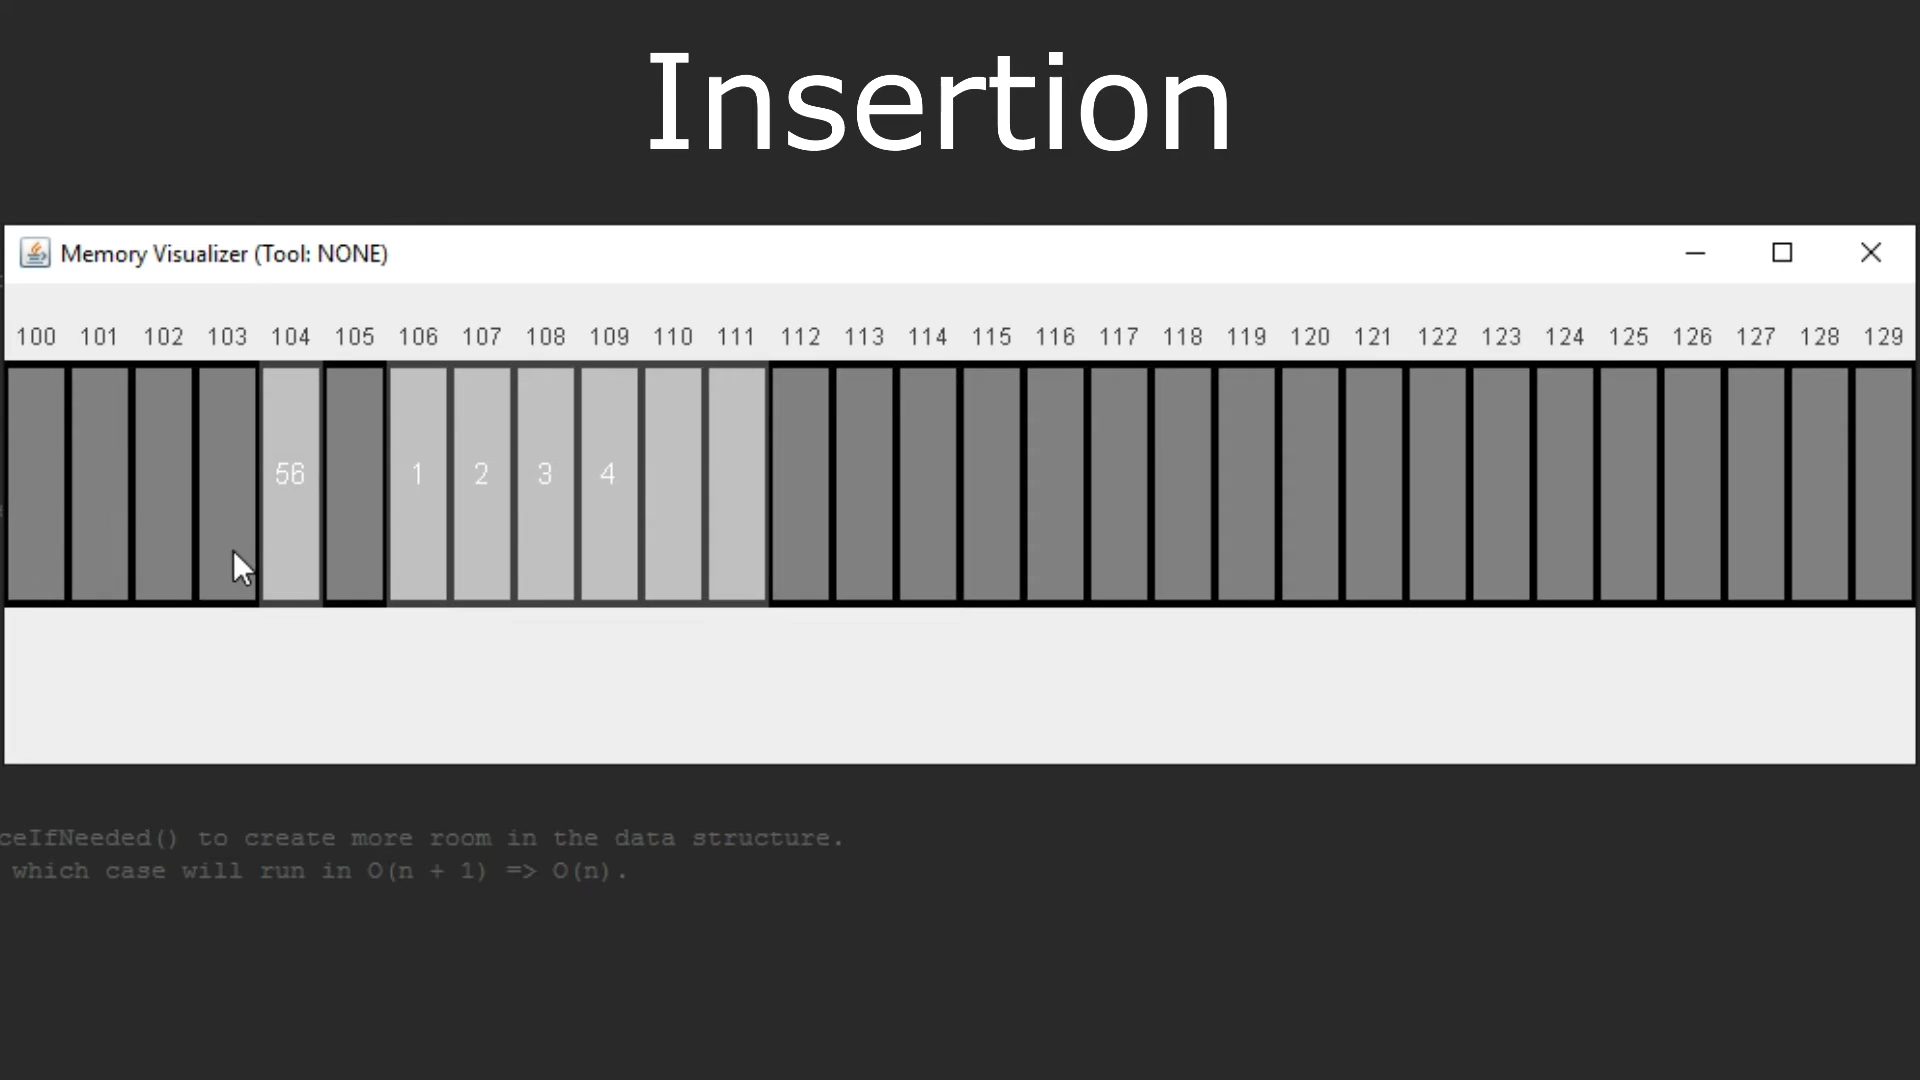 Insertion
Memory Visualizer (Tool: NONE)
100 101 102 103 104 105 106 107 108 109 110 111 112 113 114 115 116 117 118 119 120 121 122 123 124 125 126 127 128 129
56 1 2 3 4
ceIfNeeded() to create more room in the data structure.
which case will run in O(n + 1) => O(n).